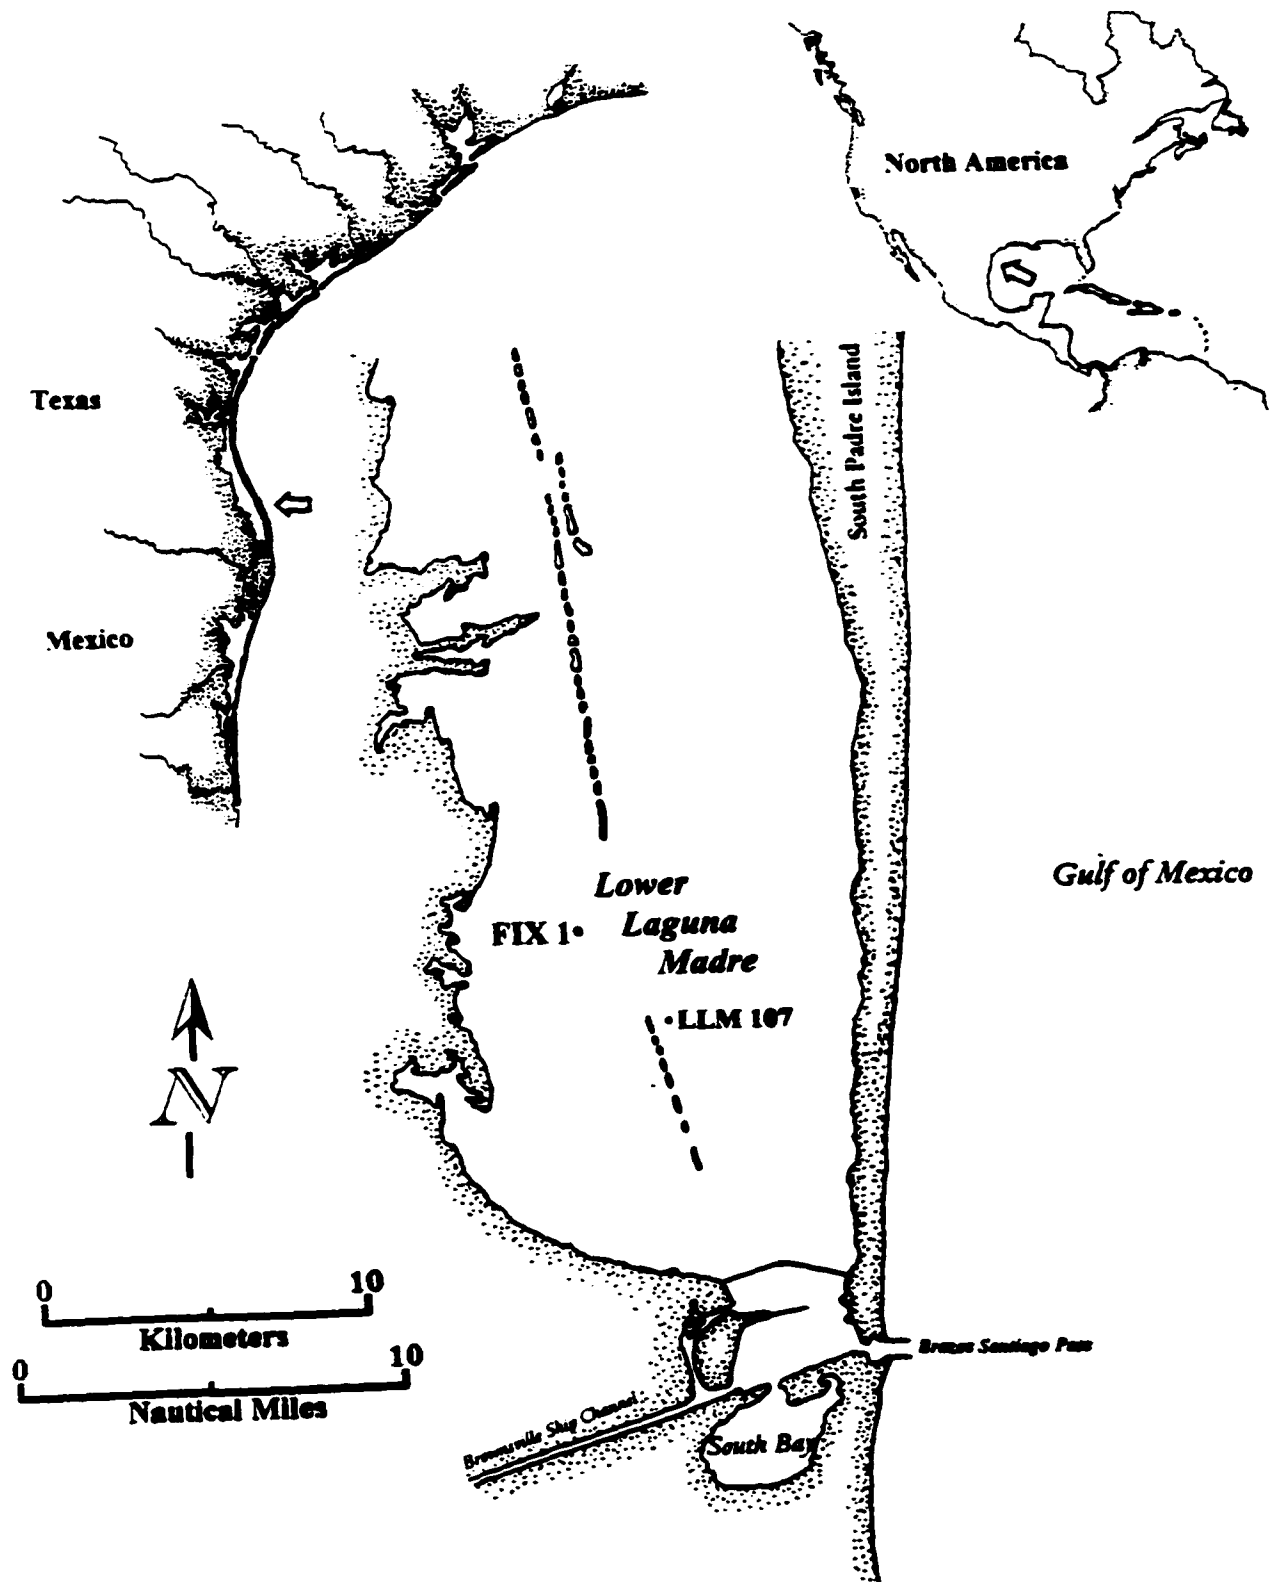 North America
Texas
South Padre Island
Mexico
Gulf of Mexico
Lower
Laguna
Madre
FIX 1
LLM 107
N
0 10
Kilometers
0 10
Nautical Miles
Brazos Santiago Pass
Brownsville Ship Channel
South Bay